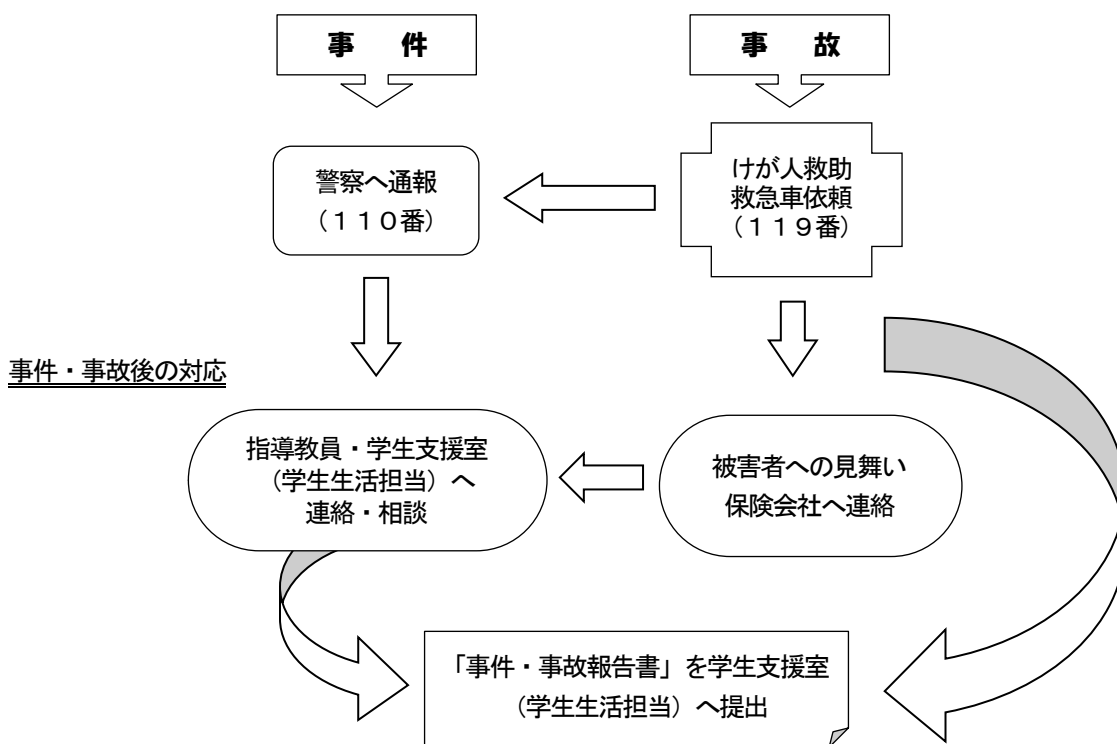 事　件
事　故
警察へ通報
（１１０番）
けが人救助
救急車依頼
（１１９番）
事件・事故後の対応
指導教員・学生支援室
（学生生活担当）へ
連絡・相談
被害者への見舞い
保険会社へ連絡
「事件・事故報告書」を学生支援室
（学生生活担当）へ提出